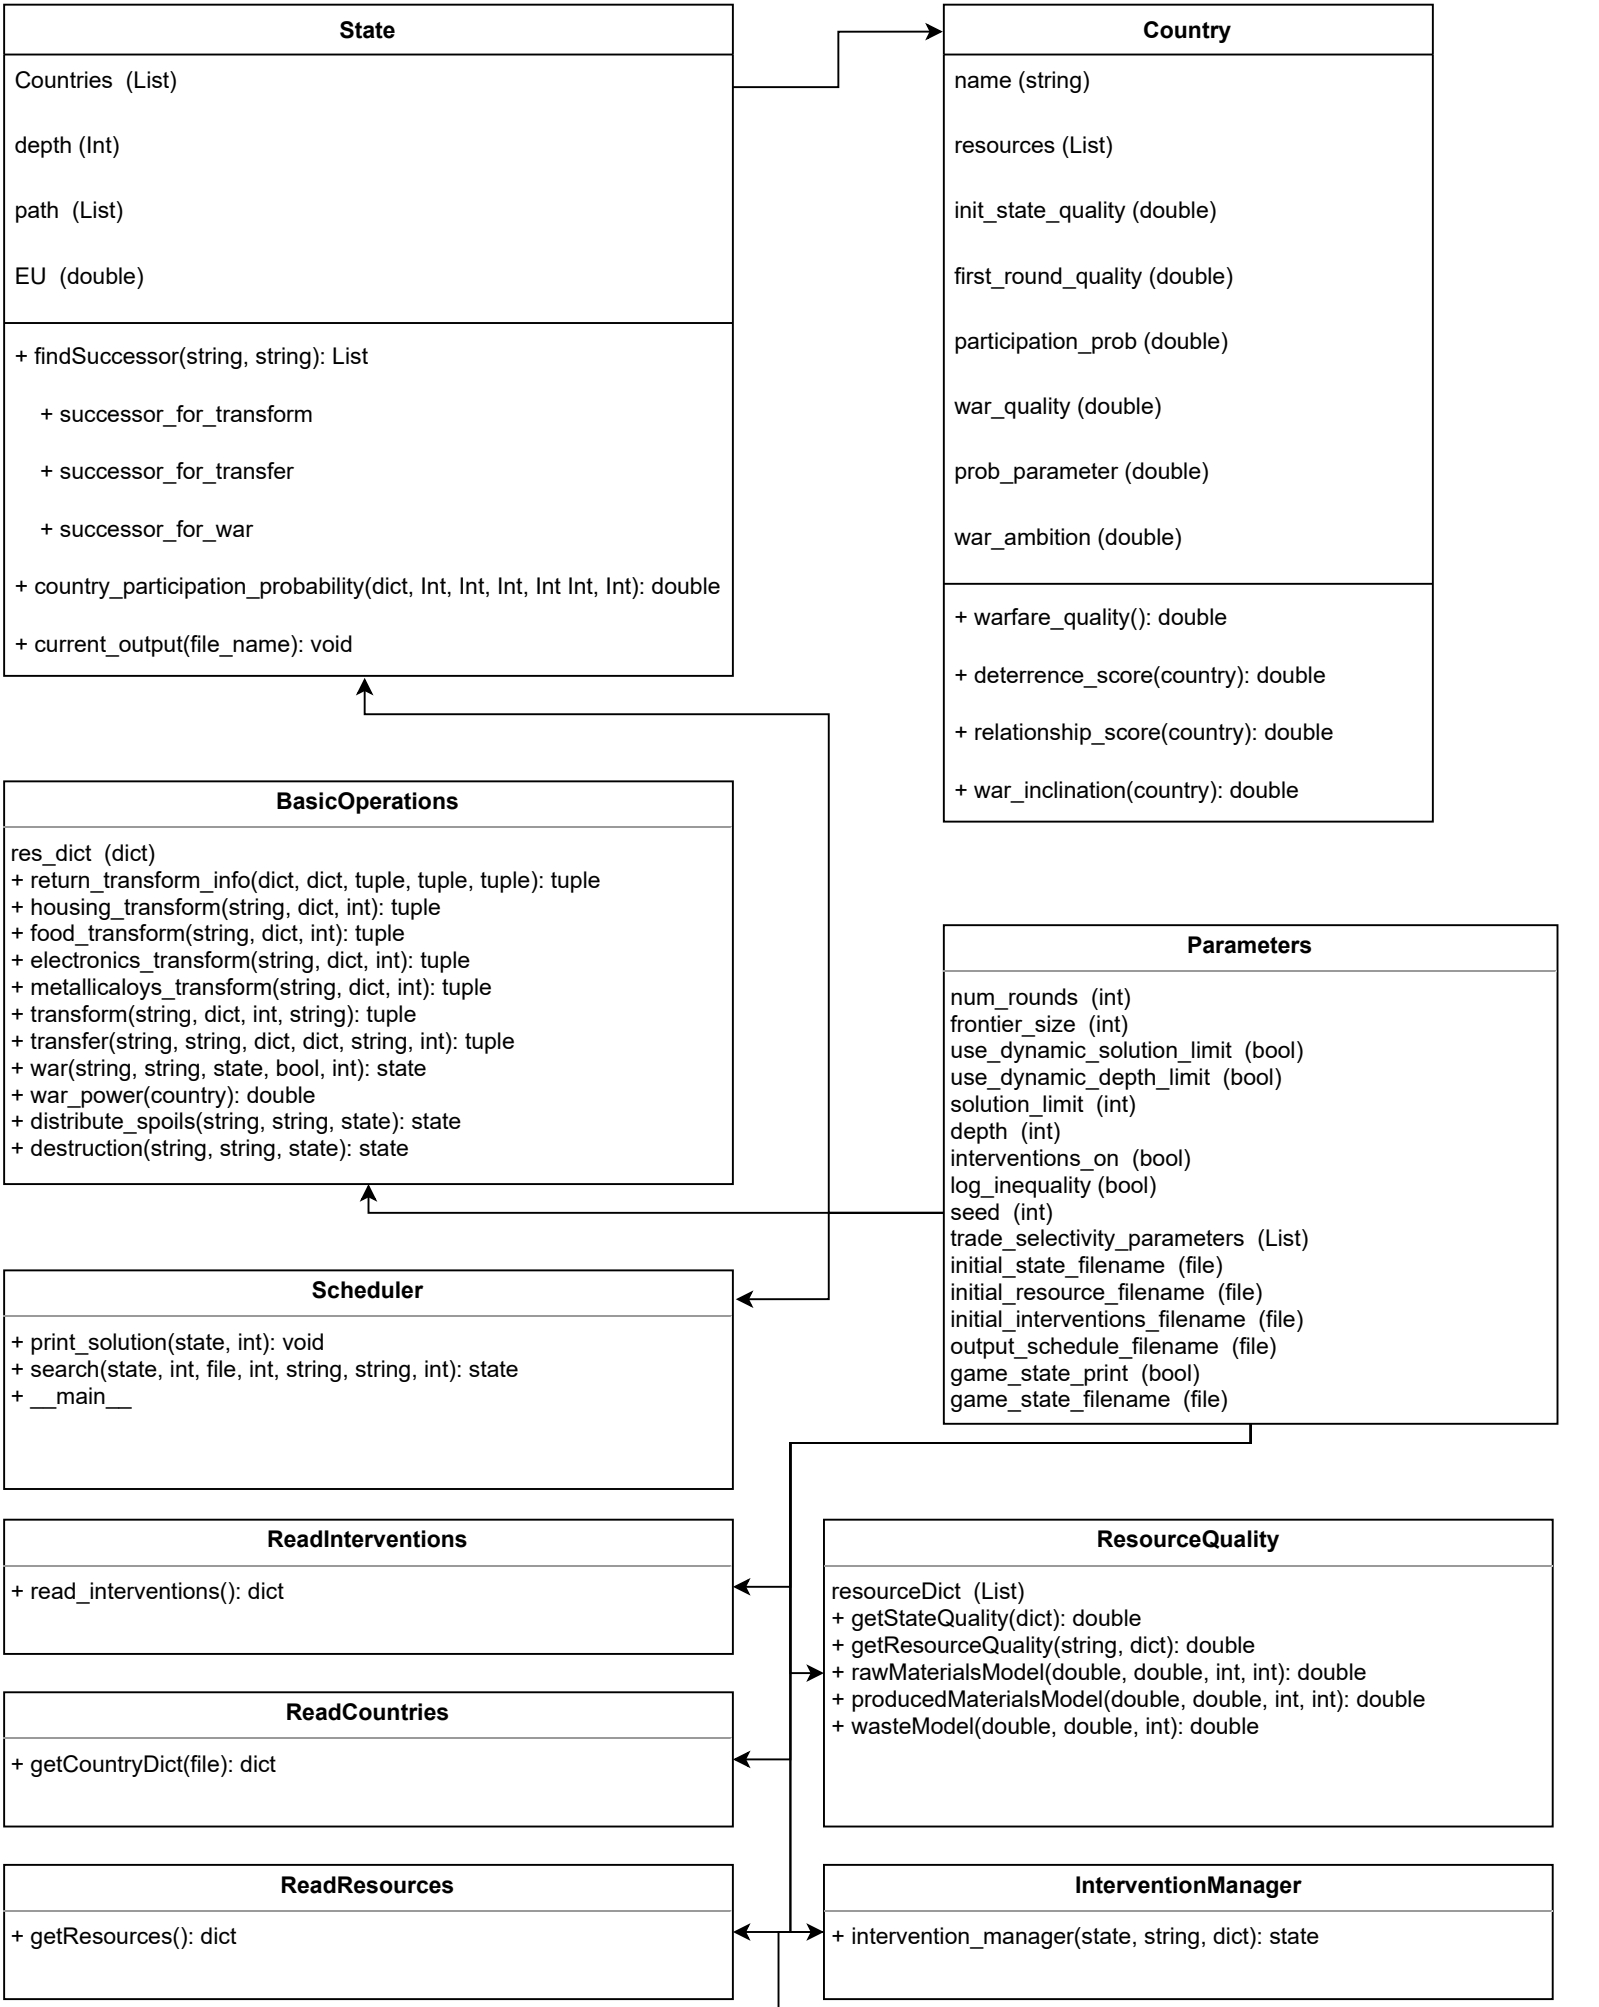 State
Countries  (List)
depth (Int)
path  (List)
EU  (double)
+ findSuccessor(string, string): List
+ successor_for_transform
+ successor_for_transfer
+ successor_for_war
+ country_participation_probability(dict, Int, Int, Int, Int Int, Int): double
+ current_output(file_name): void
Country
name (string)
resources (List)
init_state_quality (double)
first_round_quality (double)
participation_prob (double)
war_quality (double)
prob_parameter (double)
war_ambition (double)
+ warfare_quality(): double
+ deterrence_score(country): double
+ relationship_score(country): double
+ war_inclination(country): double
BasicOperations
res_dict  (dict)
+ return_transform_info(dict, dict, tuple, tuple, tuple): tuple
+ housing_transform(string, dict, int): tuple
+ food_transform(string, dict, int): tuple
+ electronics_transform(string, dict, int): tuple
+ metallicaloys_transform(string, dict, int): tuple
+ transform(string, dict, int, string): tuple
+ transfer(string, string, dict, dict, string, int): tuple
+ war(string, string, state, bool, int): state
+ war_power(country): double
+ distribute_spoils(string, string, state): state
+ destruction(string, string, state): state
Parameters
num_rounds  (int)
frontier_size  (int)
use_dynamic_solution_limit  (bool)
use_dynamic_depth_limit  (bool)
solution_limit  (int)
depth  (int)
interventions_on  (bool)
log_inequality (bool)
seed  (int)
trade_selectivity_parameters  (List)
initial_state_filename  (file)
initial_resource_filename  (file)
initial_interventions_filename  (file)
output_schedule_filename  (file)
game_state_print  (bool)
game_state_filename  (file)
Scheduler
+ print_solution(state, int): void
+ search(state, int, file, int, string, string, int): state
+ __main__
ReadInterventions
+ read_interventions(): dict
ResourceQuality
resourceDict  (List)
+ getStateQuality(dict): double
+ getResourceQuality(string, dict): double
+ rawMaterialsModel(double, double, int, int): double
+ producedMaterialsModel(double, double, int, int): double
+ wasteModel(double, double, int): double
ReadCountries
+ getCountryDict(file): dict
ReadResources
+ getResources(): dict
InterventionManager
+ intervention_manager(state, string, dict): state